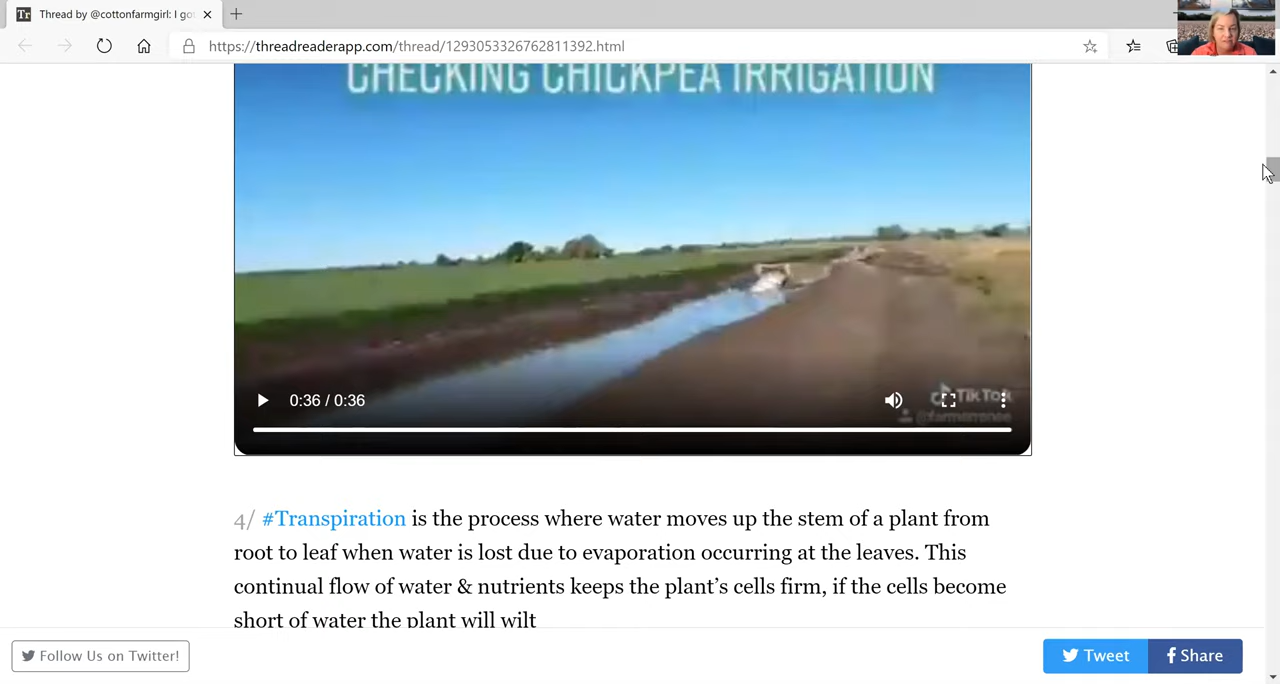 Thread by @cottonfarmgirl: I go
https://threadreaderapp.com/thread/1293053326762811392.html
CHECKING CHICKPEA IRRIGATION
0:36 / 0:36
TikTok
4/ #Transpiration is the process where water moves up the stem of a plant from
root to leaf when water is lost due to evaporation occurring at the leaves. This
continual flow of water & nutrients keeps the plant’s cells firm, if the cells become
short of water the plant will wilt
Follow Us on Twitter!
Tweet
Share